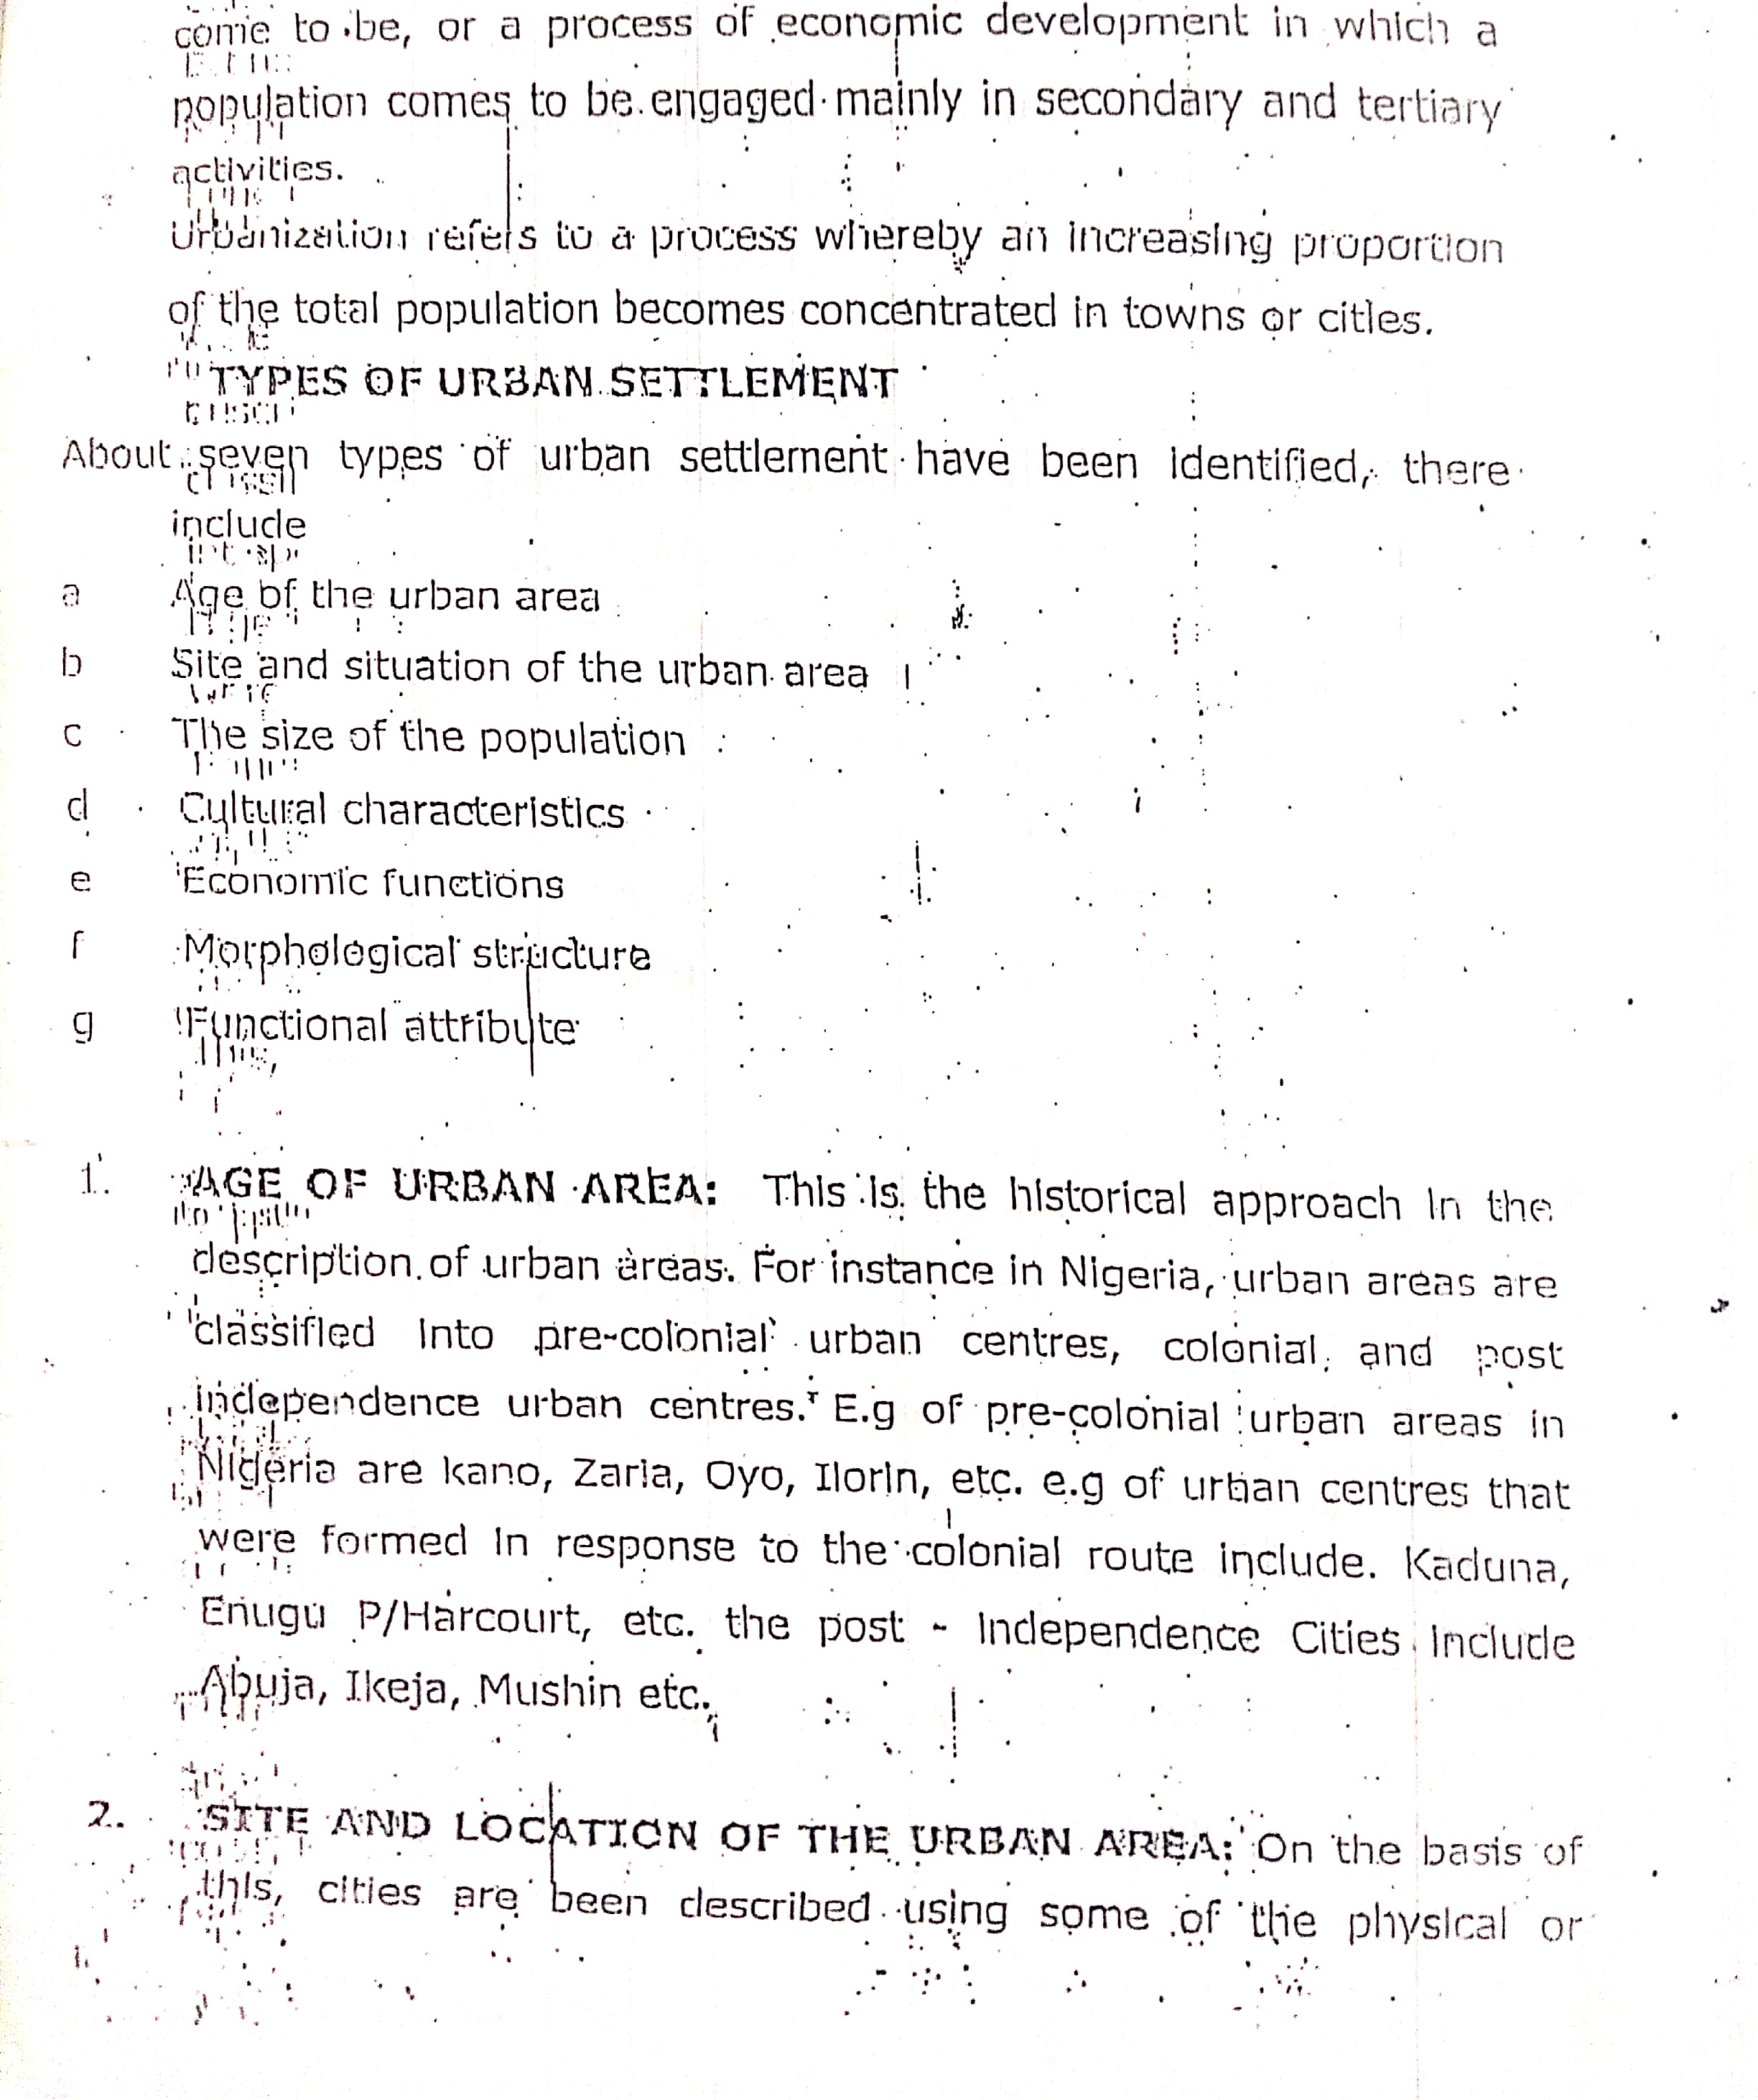 come to be, or a process of economic development in which a
population comes to be engaged mainly in secondary and tertiary
activities.
Urbanization refers to a process whereby an increasing proportion
of the total population becomes concentrated in towns or cities.
TYPES OF URBAN SETTLEMENT
About seven types of urban settlement have been identified, there
include
a Age of the urban area
b Site and situation of the urban area
c The size of the population
d Cultural characteristics
e Economic functions
f Morphological structure
g Functional attribute
1. AGE OF URBAN AREA: This is the historical approach in the
description of urban areas. For instance in Nigeria, urban areas are
classified into pre-colonial urban centres, colonial, and post
independence urban centres. E.g of pre-colonial urban areas in
Nigeria are kano, Zaria, Oyo, Ilorin, etc. e.g of urban centres that
were formed in response to the colonial route include. Kaduna,
Enugu P/Harcourt, etc. the post - Independence Cities Include
Abuja, Ikeja, Mushin etc.
2. SITE AND LOCATION OF THE URBAN AREA: On the basis of
this, cities are been described using some of the physical or